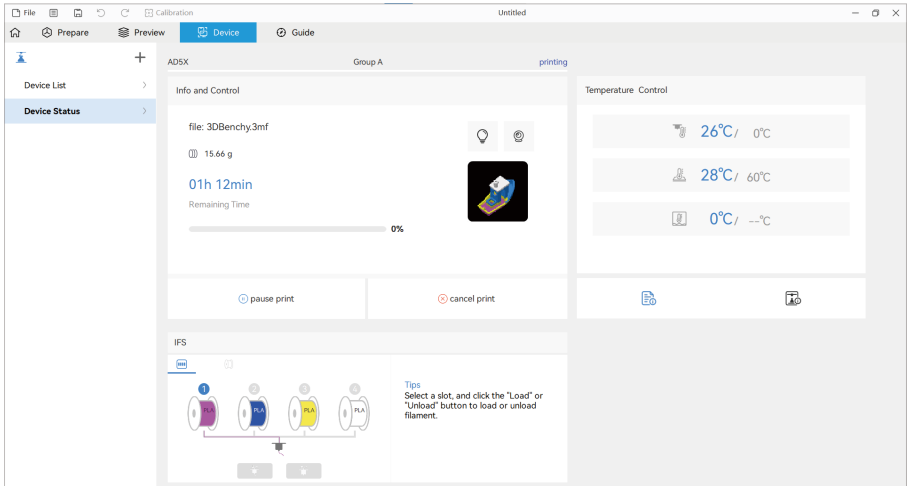 File
Calibration
Untitled
Prepare
Preview
Device
Guide
AD5X
Group A
printing
Device List
Device Status
Info and Control
file: 3DBenchy.3mf
15.66 g
01h 12min
Remaining Time
0%
pause print
cancel print
Temperature Control
26°C/ 0°C
28°C/ 60°C
0°C/ --°C
IFS
1
2
3
4
PLA
PLA
PLA
PLA
Tips
Select a slot, and click the "Load" or
"Unload" button to load or unload
filament.